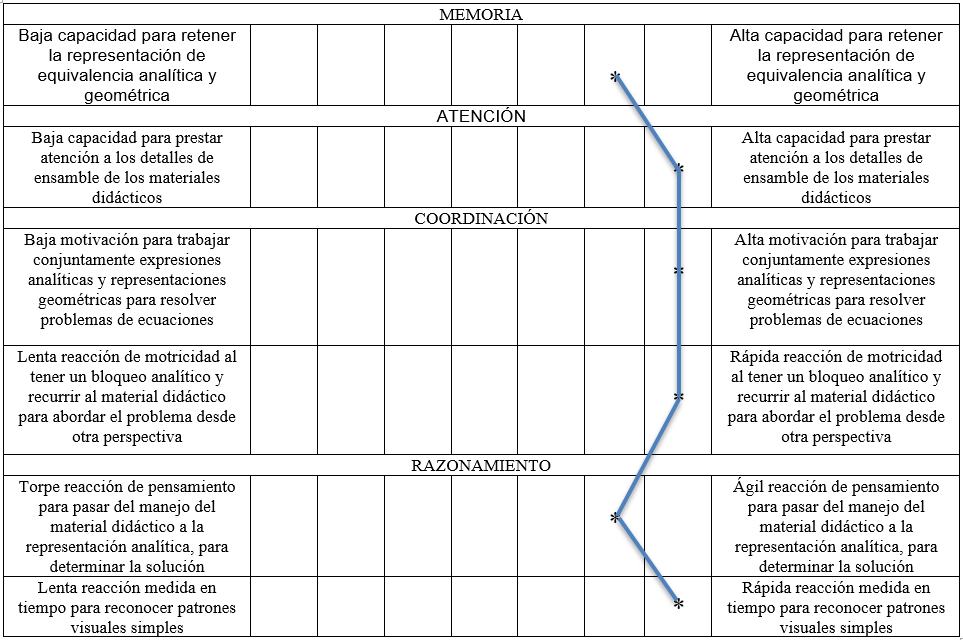 MEMORIA
Baja capacidad para retener
la representación de
equivalencia analítica y
geométrica
*
Alta capacidad para retener
la representación de
equivalencia analítica y
geométrica
ATENCIÓN
Baja capacidad para prestar
atención a los detalles de
ensamble de los materiales
didácticos
*
Alta capacidad para prestar
atención a los detalles de
ensamble de los materiales
didácticos
COORDINACIÓN
Baja motivación para trabajar
conjuntamente expresiones
analíticas y representaciones
geométricas para resolver
problemas de ecuaciones
*
Alta motivación para trabajar
conjuntamente expresiones
analíticas y representaciones
geométricas para resolver
problemas de ecuaciones
Lenta reacción de motricidad al
tener un bloqueo analítico y
recurrir al material didáctico
para abordar el problema desde
otra perspectiva
*
Rápida reacción de motricidad
al tener un bloqueo analítico y
recurrir al material didáctico
para abordar el problema desde
otra perspectiva
RAZONAMIENTO
Torpe reacción de pensamiento
para pasar del manejo del
material didáctico a la
representación analítica, para
determinar la solución
*
Ágil reacción de pensamiento
para pasar del manejo del
material didáctico a la
representación analítica, para
determinar la solución
Lenta reacción medida en
tiempo para reconocer patrones
visuales simples
*
Rápida reacción medida en
tiempo para reconocer patrones
visuales simples